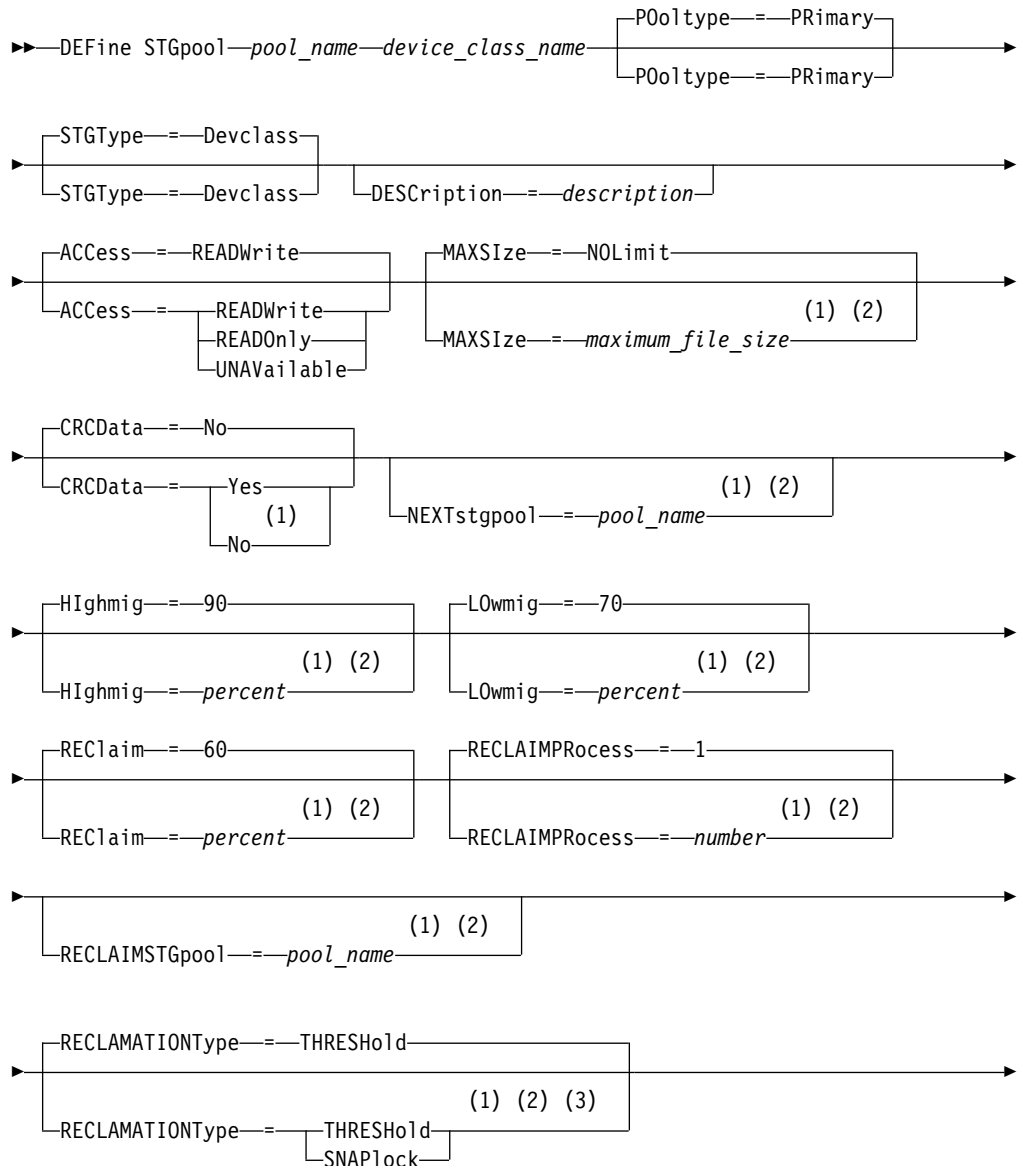 POoltype = PRimary
DEFine STGpool pool_name device_class_name
POoltype = PRimary
STGType = Devclass
STGType = Devclass
DESCription = description
ACCess = READWrite
ACCess = READWrite
READOnly
UNAVailable
MAXSIze = NOLimit
(1) (2)
MAXSIze = maximum_file_size
CRCData = No
CRCData = Yes
(1)
No
(1) (2)
NEXTstgpool = pool_name
HIghmig = 90
(1) (2)
HIghmig = percent
LOwmig = 70
(1) (2)
LOwmig = percent
REClaim = 60
(1) (2)
REClaim = percent
RECLAIMPRocess = 1
(1) (2)
RECLAIMPRocess = number
(1) (2)
RECLAIMSTGpool = pool_name
RECLAMATIONType = THRESHold
(1) (2) (3)
RECLAMATIONType = THRESHold
SNAPlock